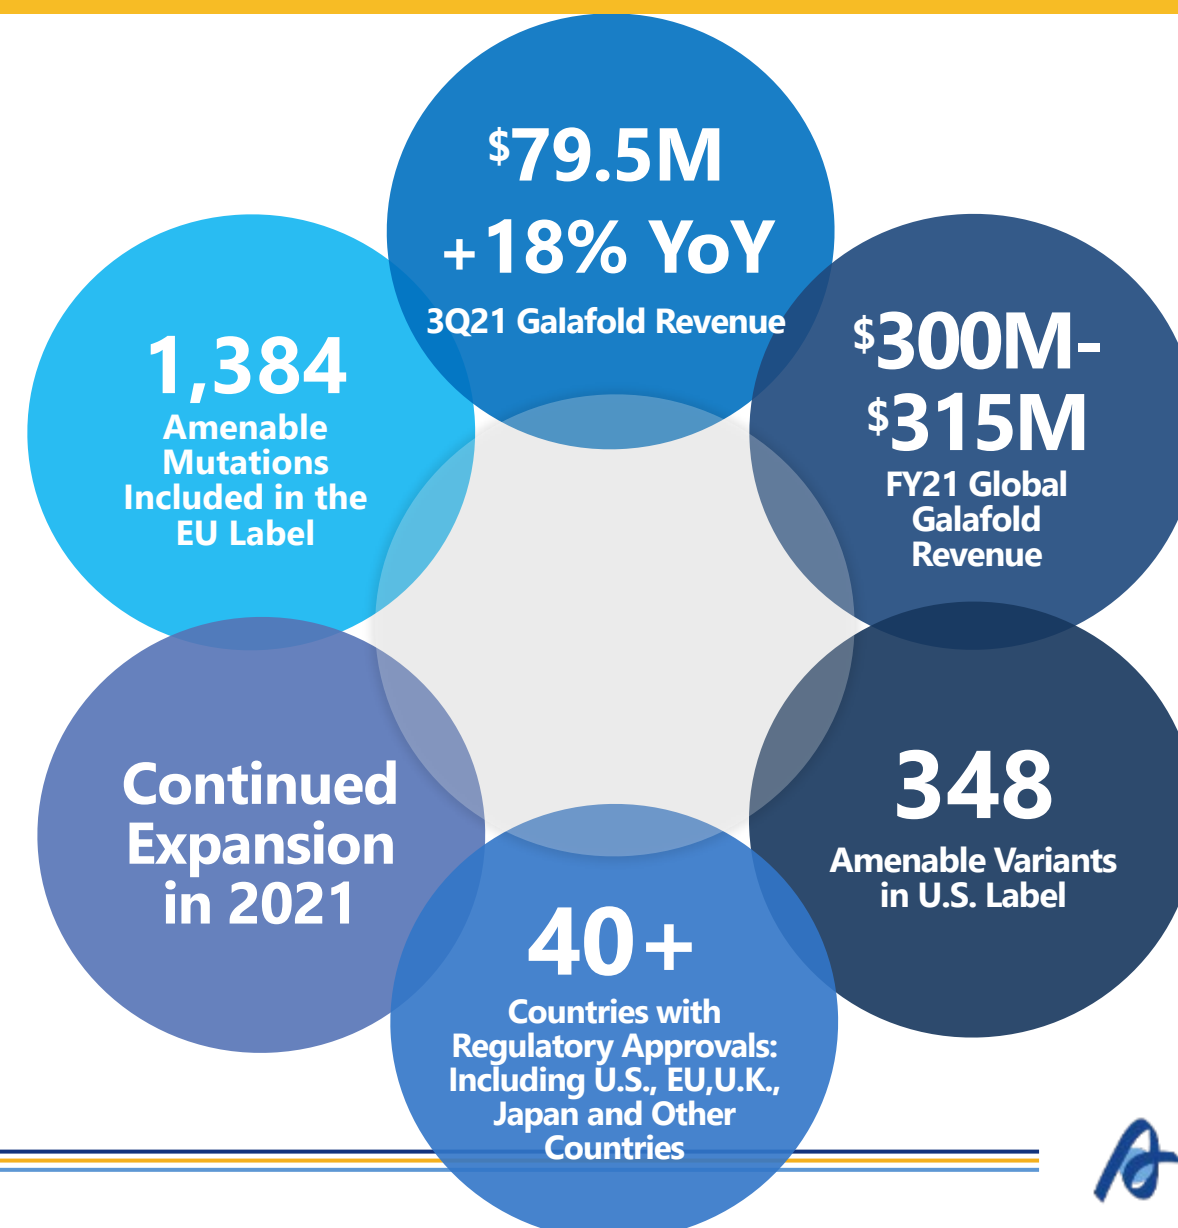 $79.5M
+18% YoY
3Q21 Galafold Revenue
$300M-
$315M
FY21 Global
Galafold
Revenue
348
Amenable Variants
in U.S. Label
40+
Countries with
Regulatory Approvals:
Including U.S., EU,U.K.,
Japan and Other
Countries
Continued
Expansion
in 2021
1,384
Amenable
Mutations
Included in the
EU Label